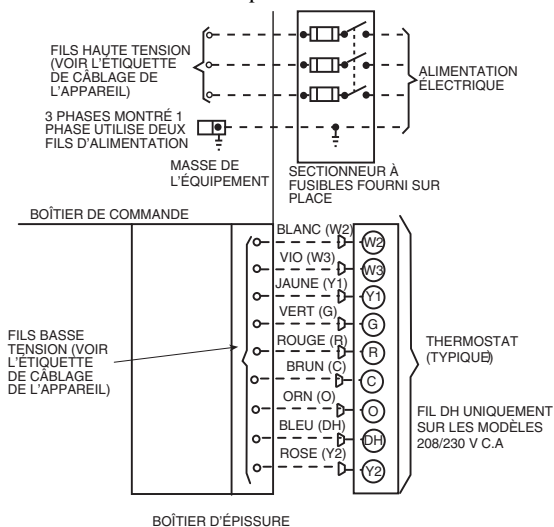 FILS HAUTE TENSION
(VOIR L'ÉTIQUETTE
DE CÂBLAGE DE
L'APPAREIL)
ALIMENTATION
ÉLECTRIQUE
3 PHASES MONTRÉ 1
PHASE UTILISE DEUX
FILS D'ALIMENTATION
MASSE DE
L'ÉQUIPEMENT
SECTIONNEUR À
FUSIBLES FOURNI SUR
PLACE
BOÎTIER DE COMMANDE
BLANC (W2)
W2
VIO (W3)
W3
JAUNE (Y1)
Y1
VERT (G)
G
ROUGE (R)
R
BRUN (C)
C
ORN (O)
O
BLEU (DH)
DH
ROSE (Y2)
Y2
FILS BASSE
TENSION (VOIR
L'ÉTIQUETTE
DE CÂBLAGE
DE L'APPAREIL)
THERMOSTAT
(TYPIQUE)
FIL DH UNIQUEMENT
SUR LES MODÈLES
208/230 V C.A
BOÎTIER D'ÉPISSURE